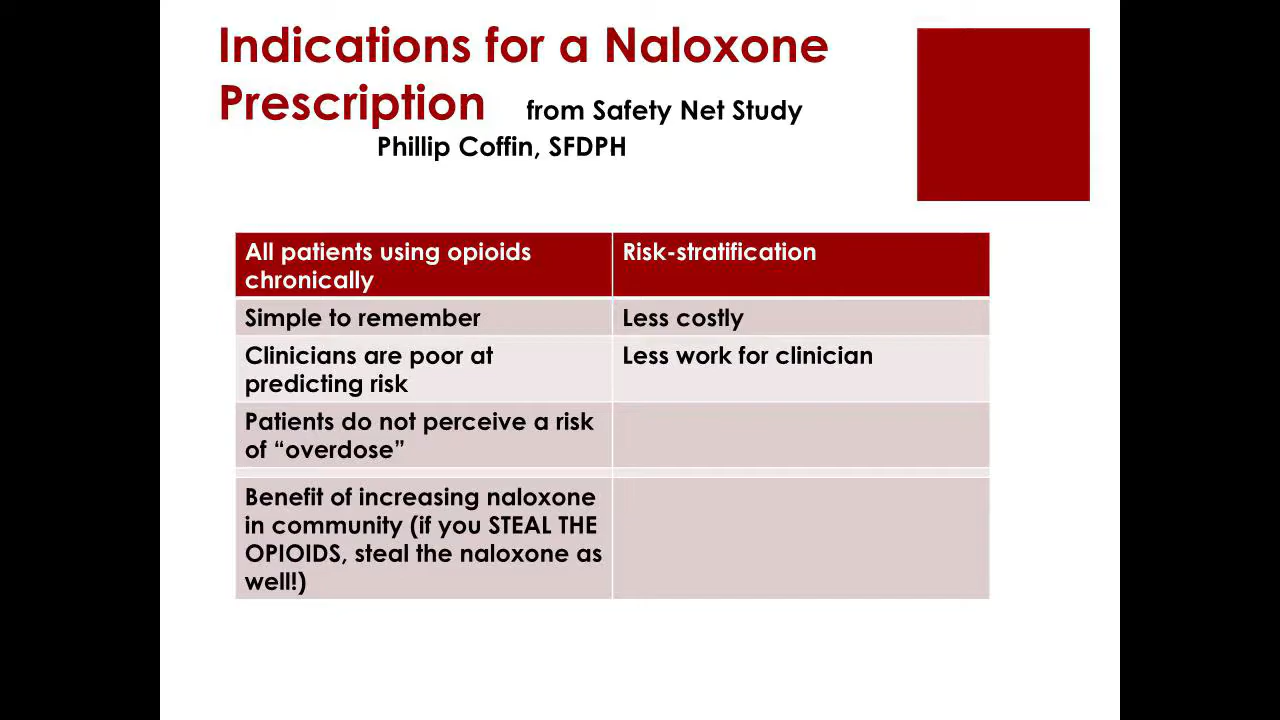 Indications for a Naloxone
Prescription from Safety Net Study
Phillip Coffin, SFDPH
All patients using opioids
chronically
Risk-stratification
Simple to remember
Less costly
Clinicians are poor at
predicting risk
Less work for clinician
Patients do not perceive a risk
of “overdose”
Benefit of increasing naloxone
in community (if you STEAL THE
OPIOIDS, steal the naloxone as
well!)